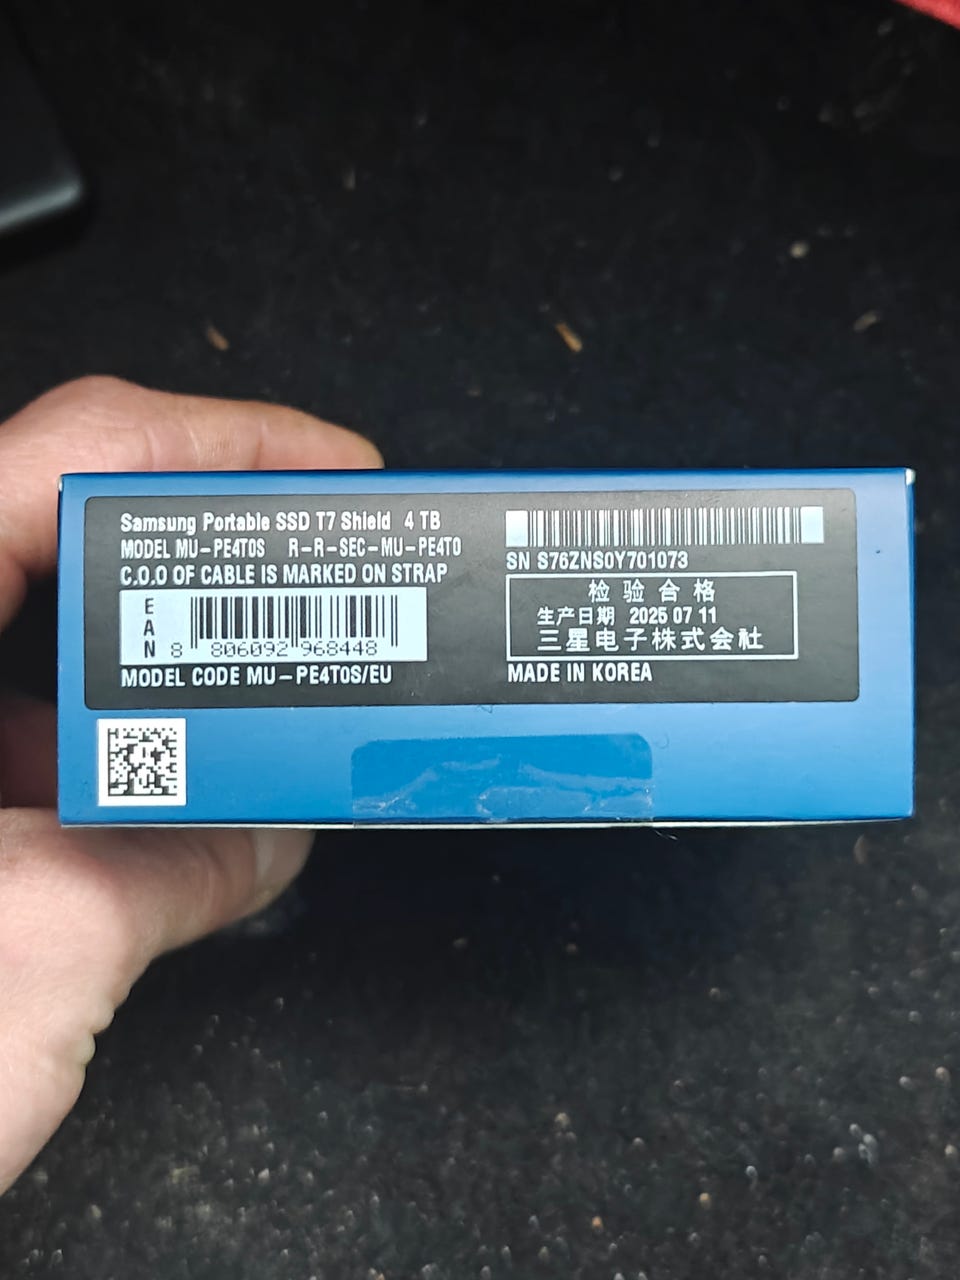 Samsung Portable SSD T7 Shield 4 TB
MODEL MU-PE4T0S R-R-SEC-MU-PE4T0
C.O.O OF CABLE IS MARKED ON STRAP
EAN
8 806092 968448
MODEL CODE MU-PE4T0S/EU
SN S76ZNS0Y701073
检验合格
生产日期 2025 07 11
三星电子株式会社
MADE IN KOREA